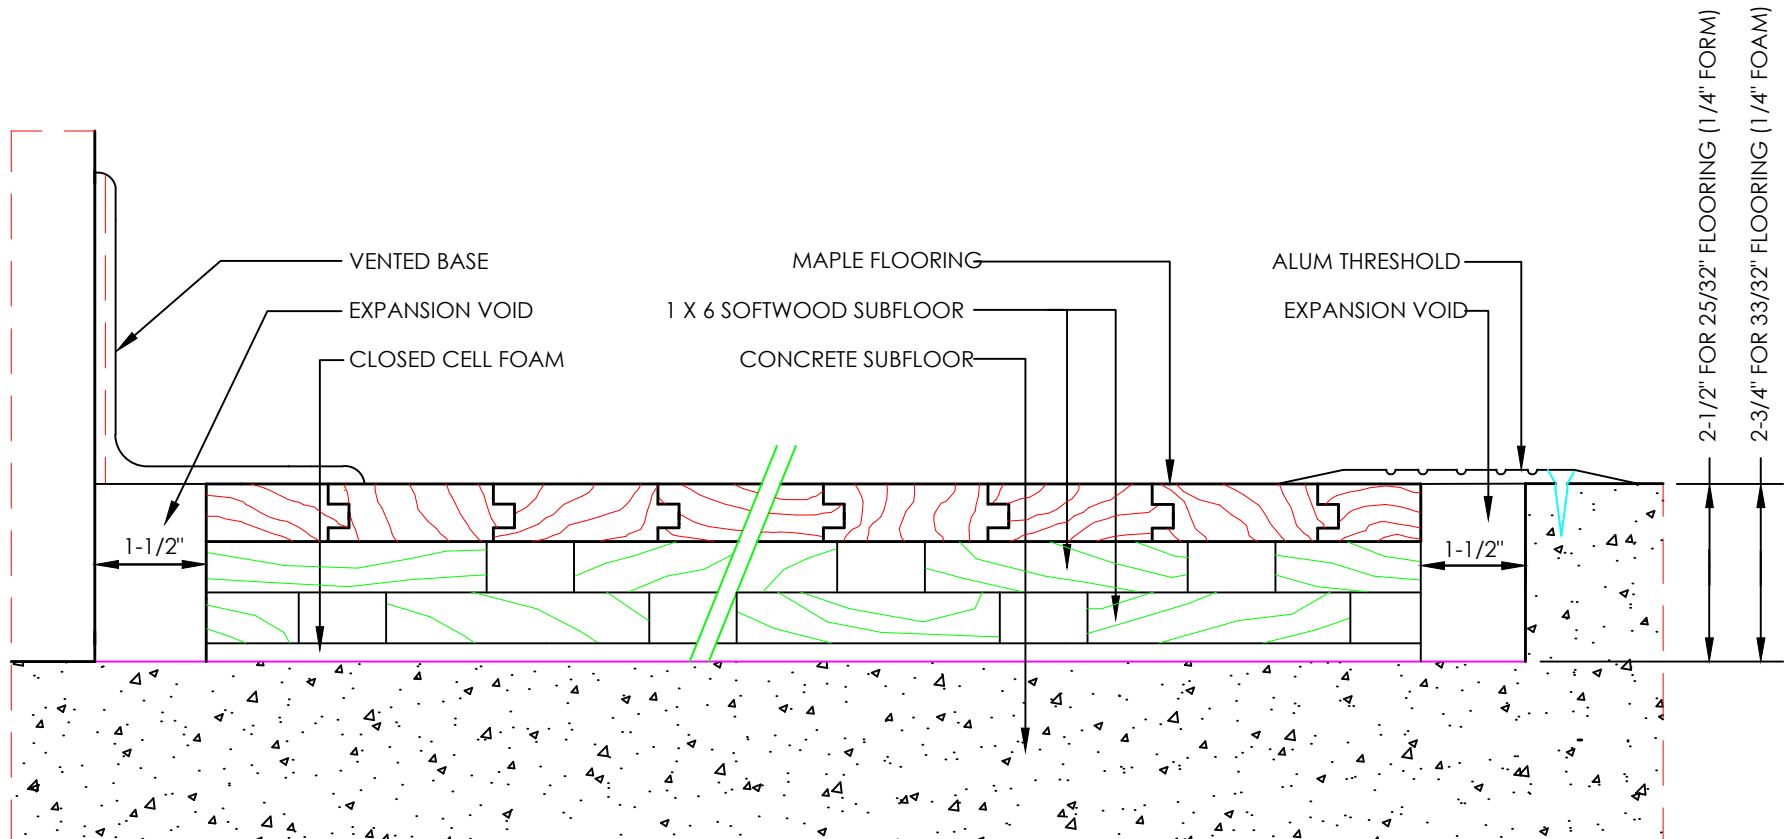 VENTED BASE
MAPLE FLOORING
ALUM THRESHOLD
EXPANSION VOID
1 X 6 SOFTWOOD SUBFLOOR
EXPANSION VOID
CLOSED CELL FOAM
CONCRETE SUBFLOOR
1-1/2"
1-1/2"
2-1/2" FOR 25/32" FLOORING (1/4" FORM)
2-3/4" FOR 33/32" FLOORING (1/4" FOAM)